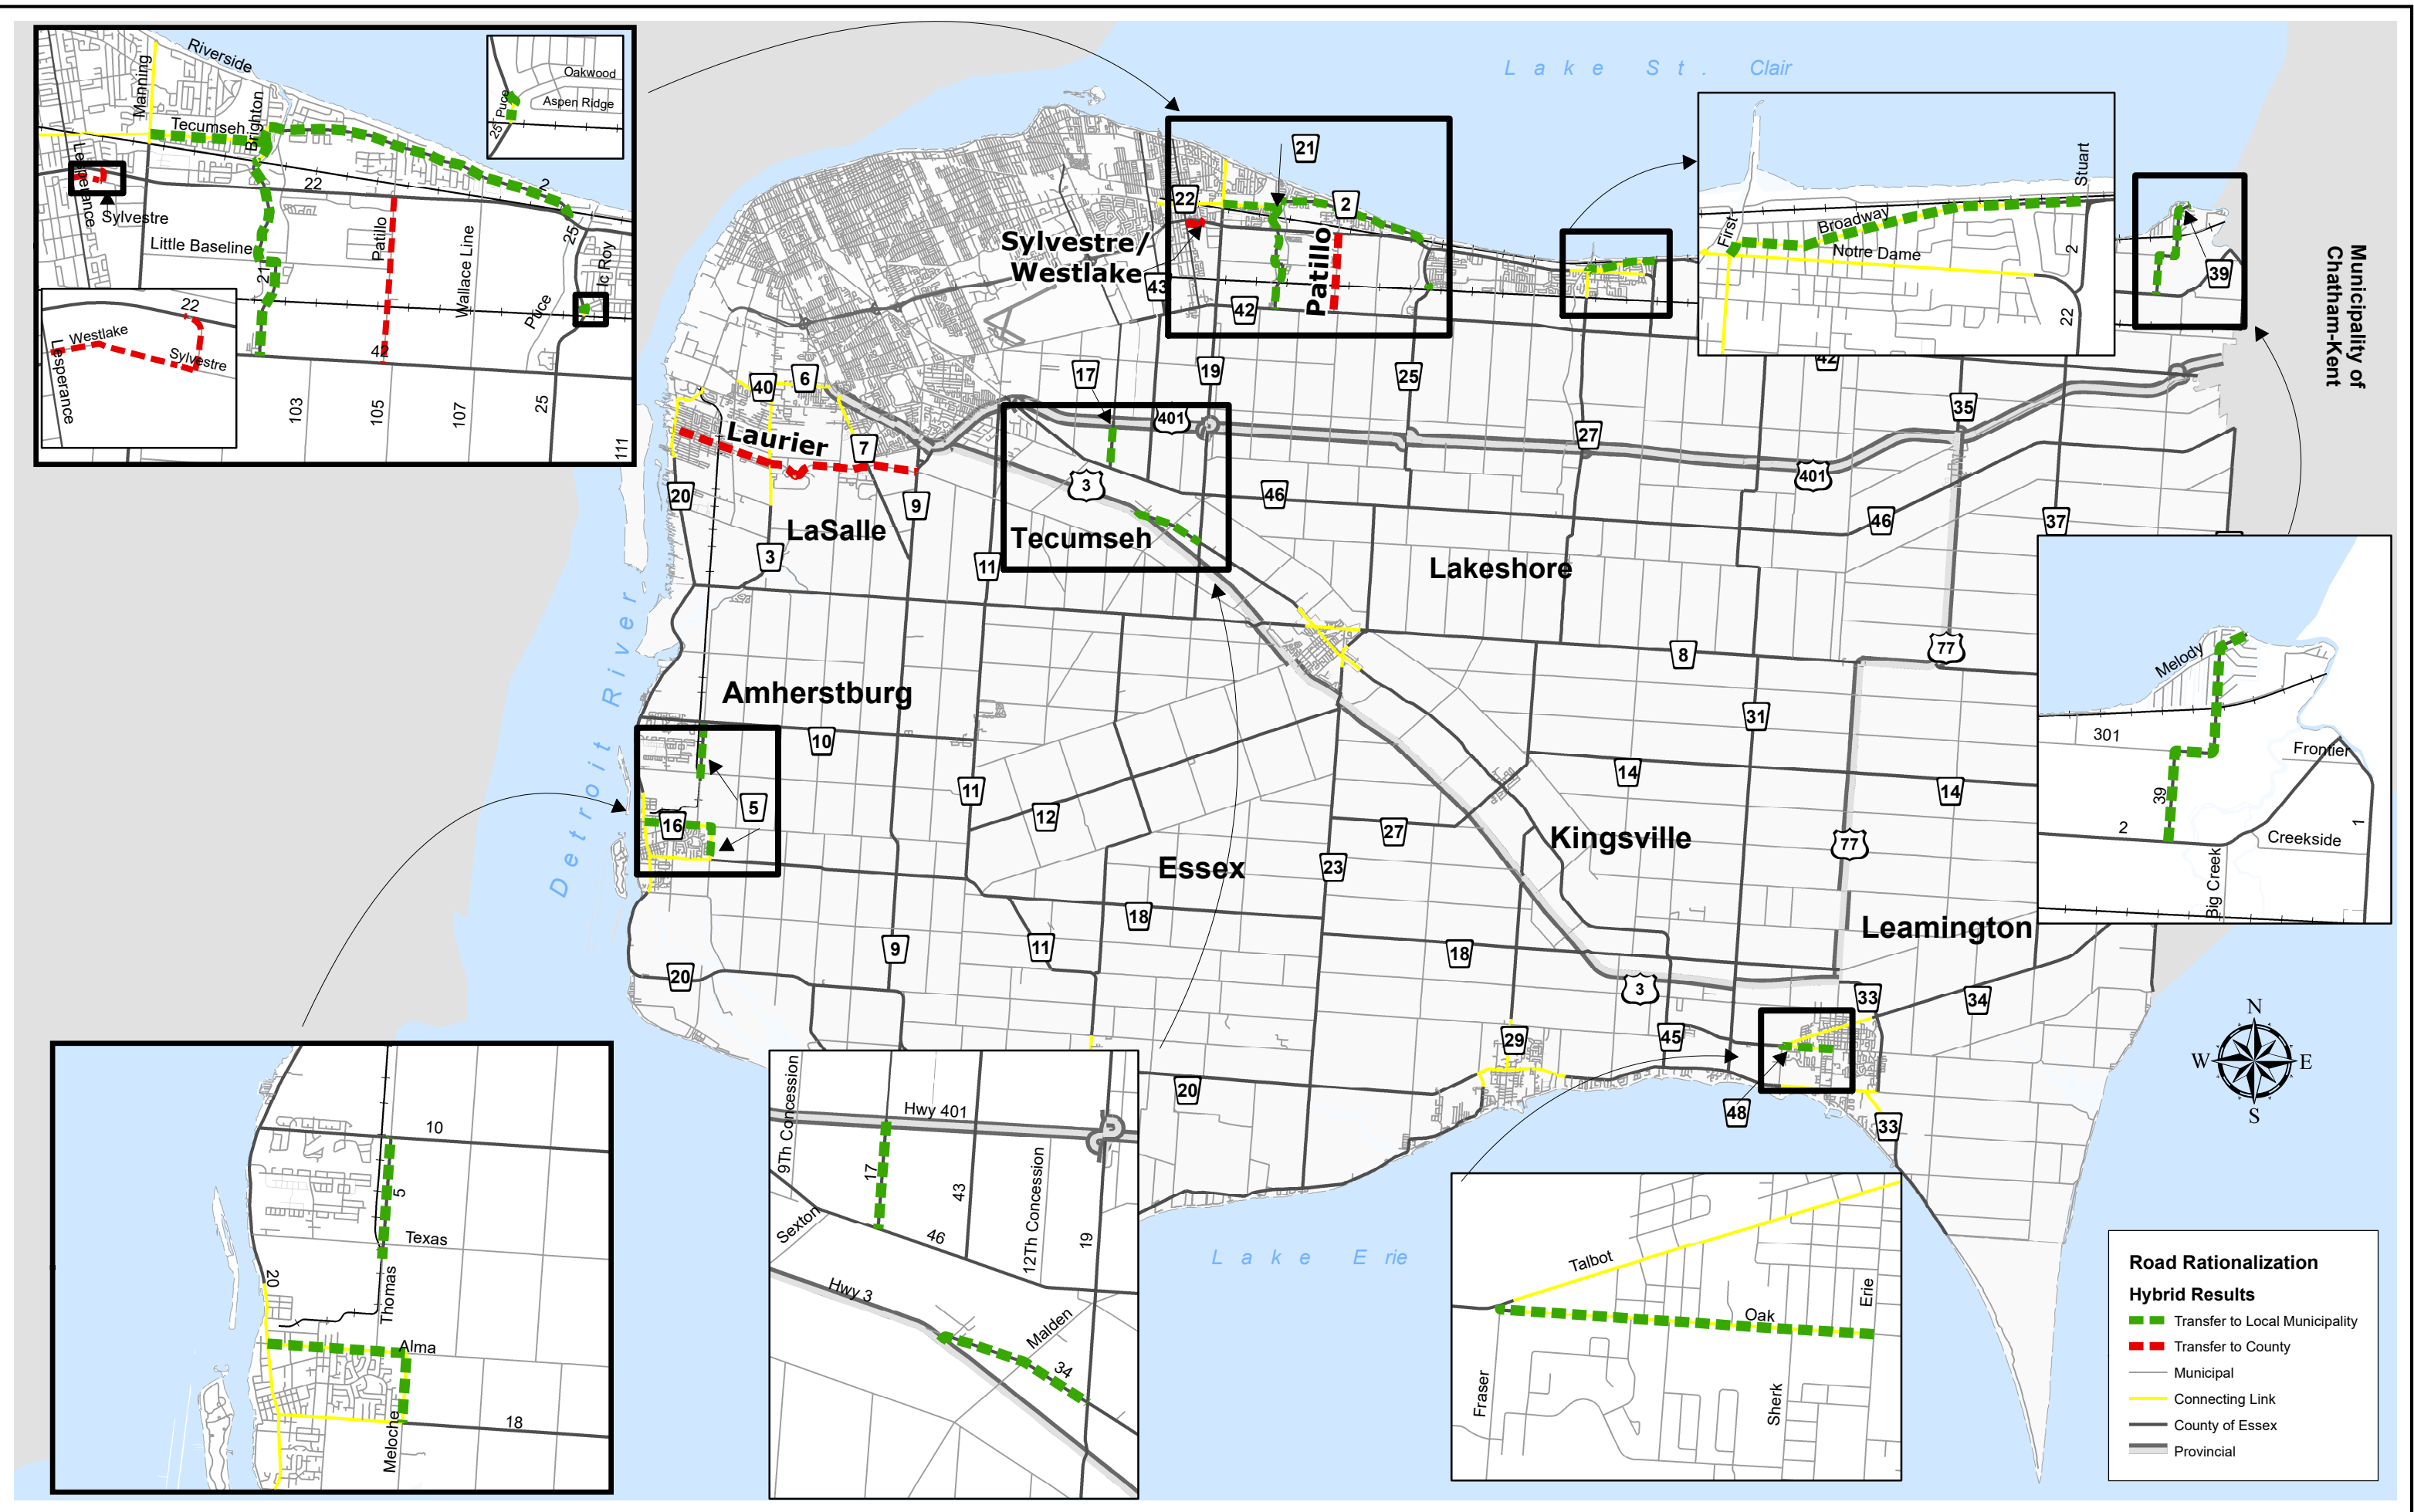 Riverside
Manning
Tecumseh
Brighton
Lesperance
Sylvestre
22
2
Little Baseline
21
Patillo
Wallace Line
Puce
25
Ic Roy
42
103
105
107
25
111
Oakwood
Puce
Aspen Ridge
25
22
Westlake
Sylvestre
Lesperance
Lake St. Clair
21
22
2
Sylvestre/
Westlake
Patillo
43
42
17
19
25
401
40
6
Laurier
7
3
20
9
LaSalle
Tecumseh
46
3
11
Lakeshore
27
42
35
401
46
37
39
Municipality of
Chatham-Kent
First
Broadway
Notre Dame
Stuart
2
22
Detroit River
Amherstburg
10
5
16
11
12
8
77
31
14
14
27
Kingsville
77
Essex
23
18
18
Leamington
9
11
20
3
33
34
29
45
20
48
33
Melody
301
Frontier
39
2
Creekside
Big Creek
1
N
W E
S
10
5
Texas
20
Thomas
Alma
Meloche
18
9Th Concession
Hwy 401
17
43
12Th Concession
Sexton
46
19
Hwy 3
Malden
34
Lake Erie
Talbot
Oak
Erie
Fraser
Sherk
Road Rationalization
Hybrid Results
Transfer to Local Municipality
Transfer to County
Municipal
Connecting Link
County of Essex
Provincial